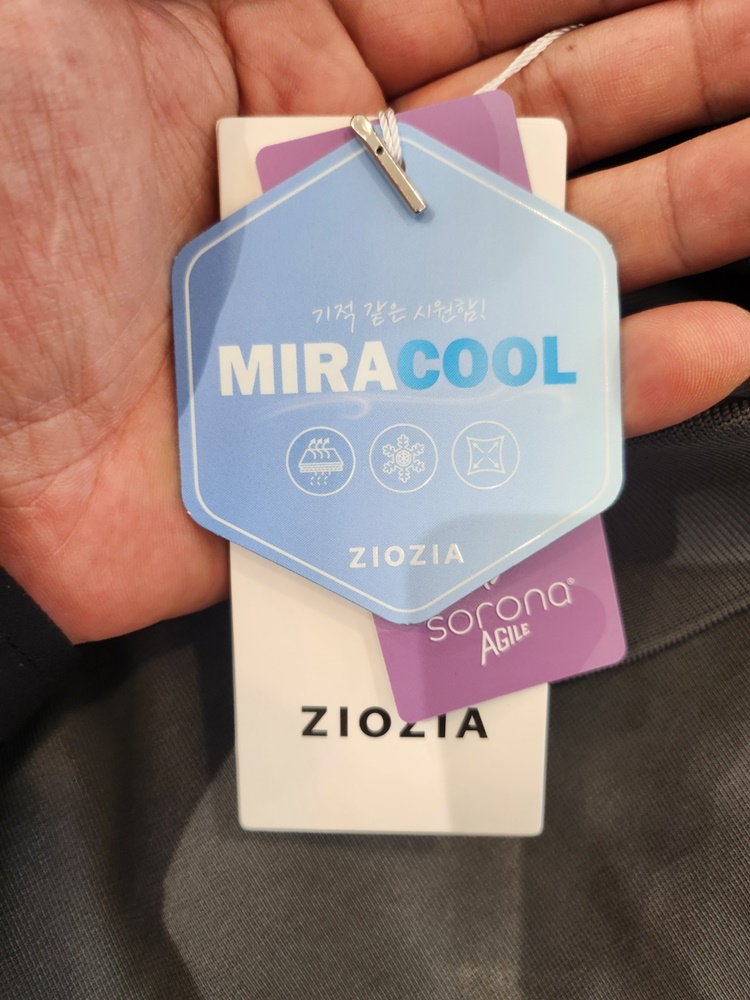 기적 같은 시원함!
MIRACOOL
ZIOZIA
sorona®
AGILE
ZIOZIA